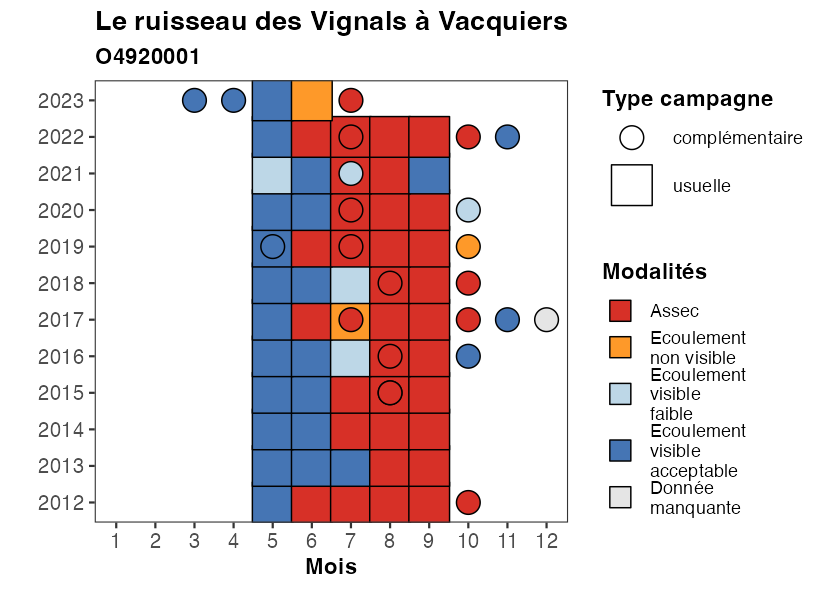 Le ruisseau des Vignals à Vacquiers
O4920001
2023
2022
2021
2020
2019
2018
2017
2016
2015
2014
2013
2012
1 2 3 4 5 6 7 8 9 10 11 12
Mois
Type campagne
complémentaire
usuelle
Modalités
Assec
Ecoulement
non visible
Ecoulement
visible
faible
Ecoulement
visible
acceptable
Donnée
manquante